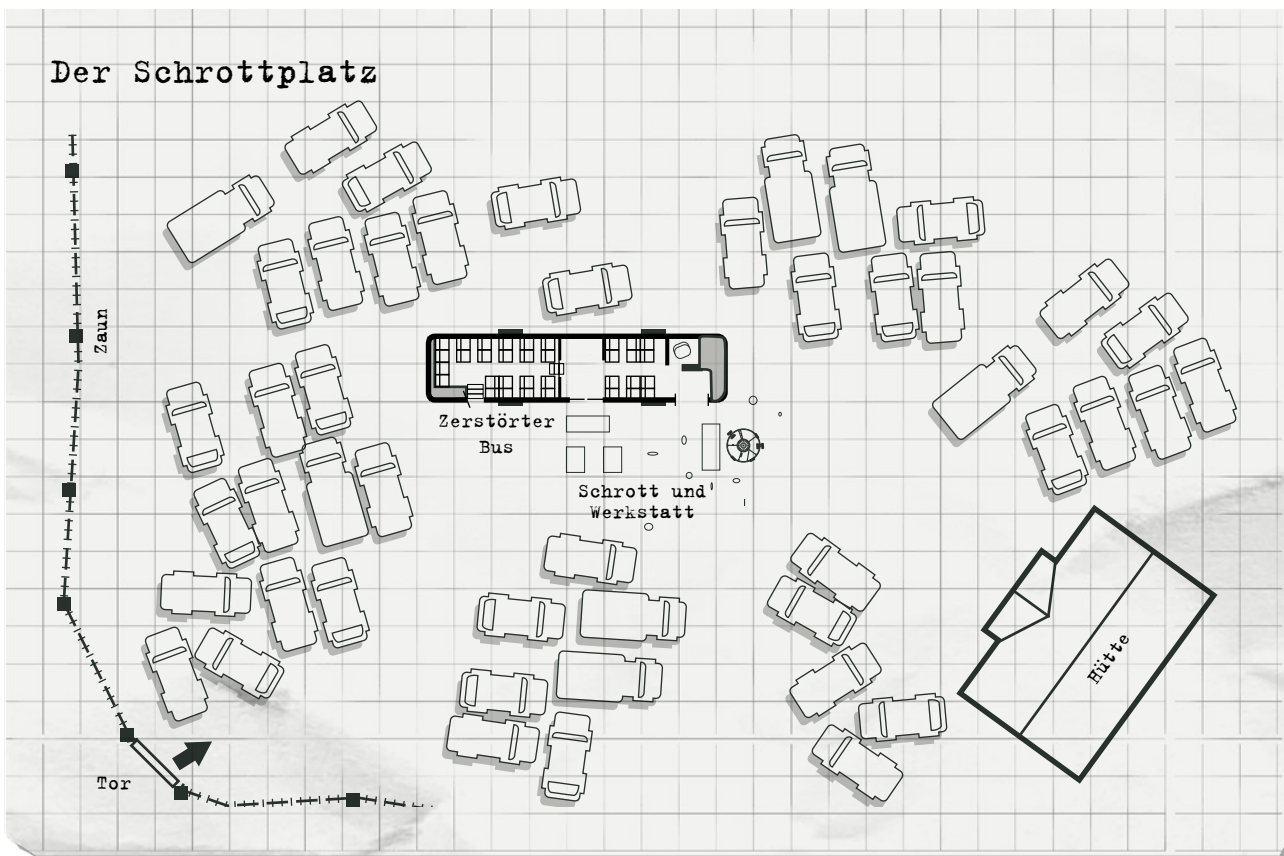 Der Schrottplatz
Zaun
Zerstörter
Bus
Schrott und
Werkstatt
Hütte
Tor